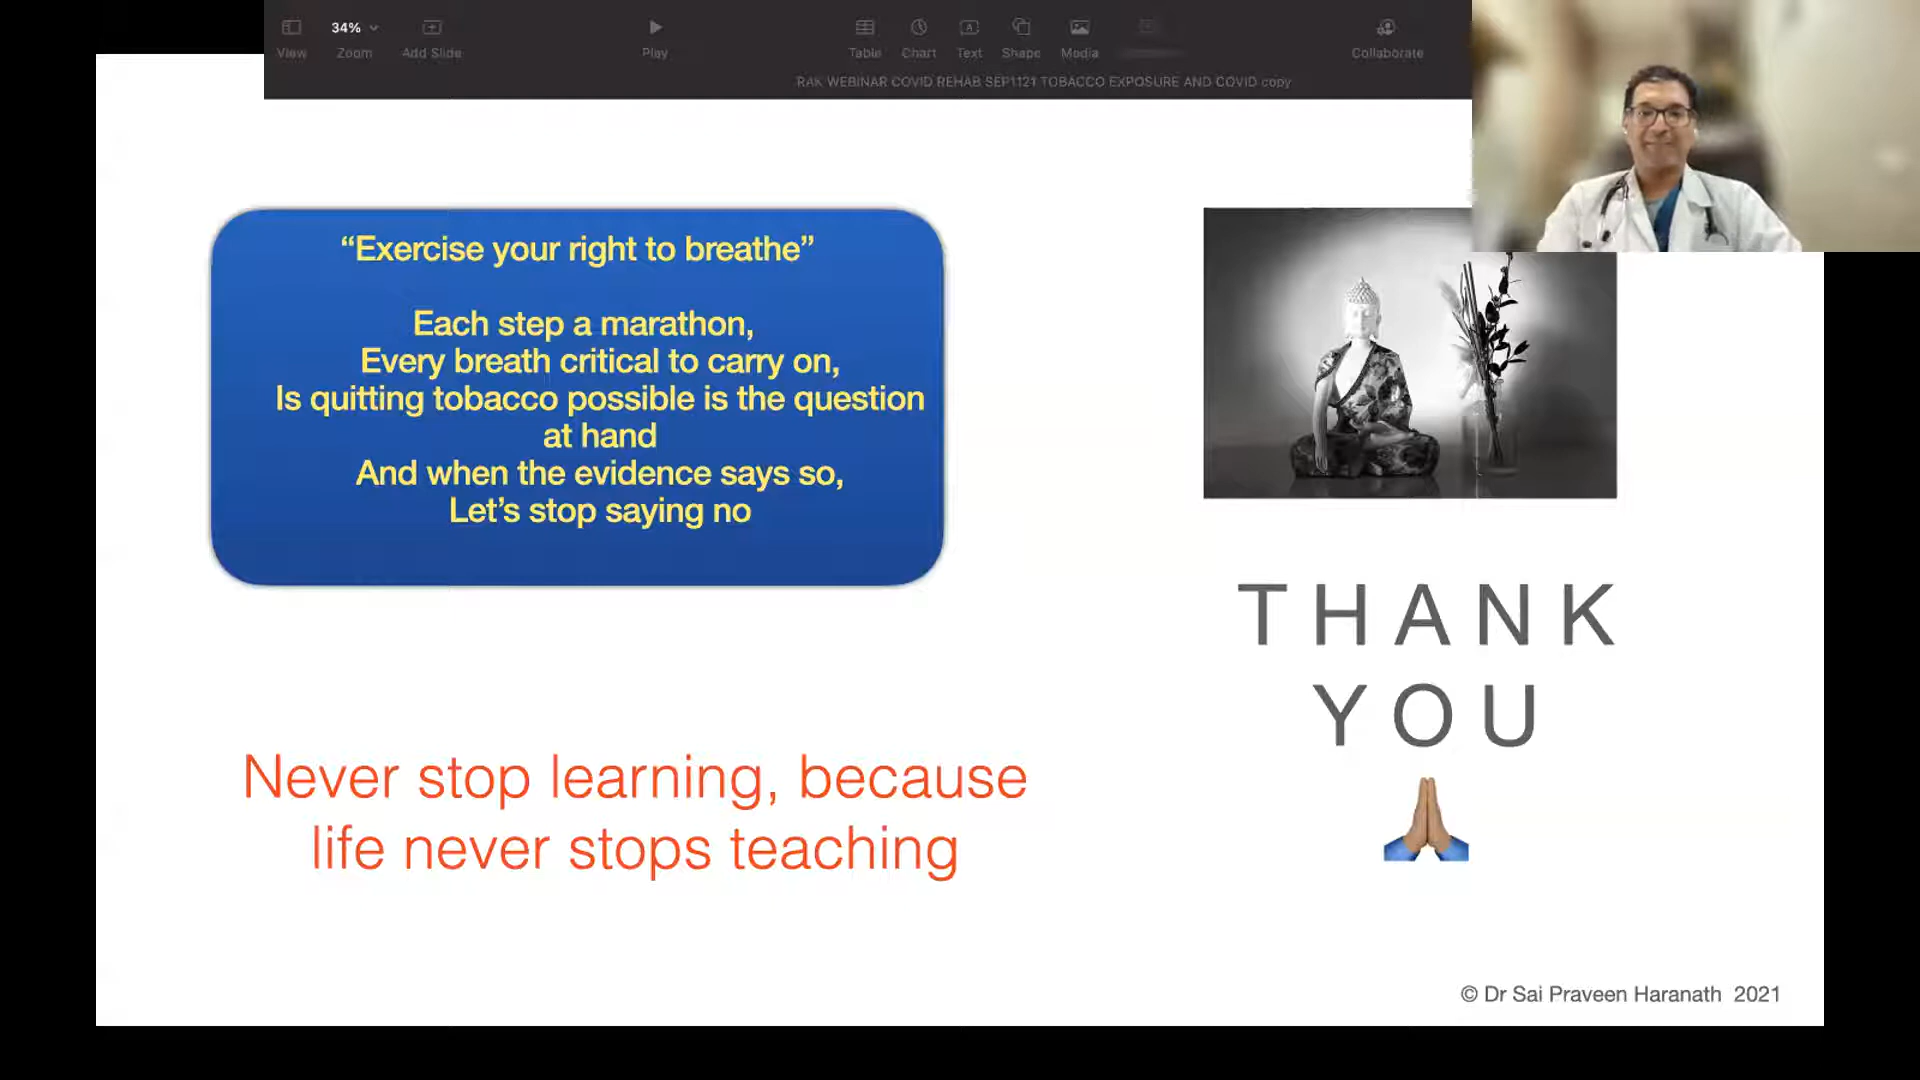 34%
View
Zoom
Add Slide
Play
Table
Chart
Text
Shape
Media
Collaborate
RAK WEBINAR COVID REHAB SEP1121 TOBACCO EXPOSURE AND COVID copy
“Exercise your right to breathe”
Each step a marathon,
Every breath critical to carry on,
Is quitting tobacco possible is the question
at hand
And when the evidence says so,
Let’s stop saying no
THANK
YOU
Never stop learning, because
life never stops teaching
© Dr Sai Praveen Haranath 2021